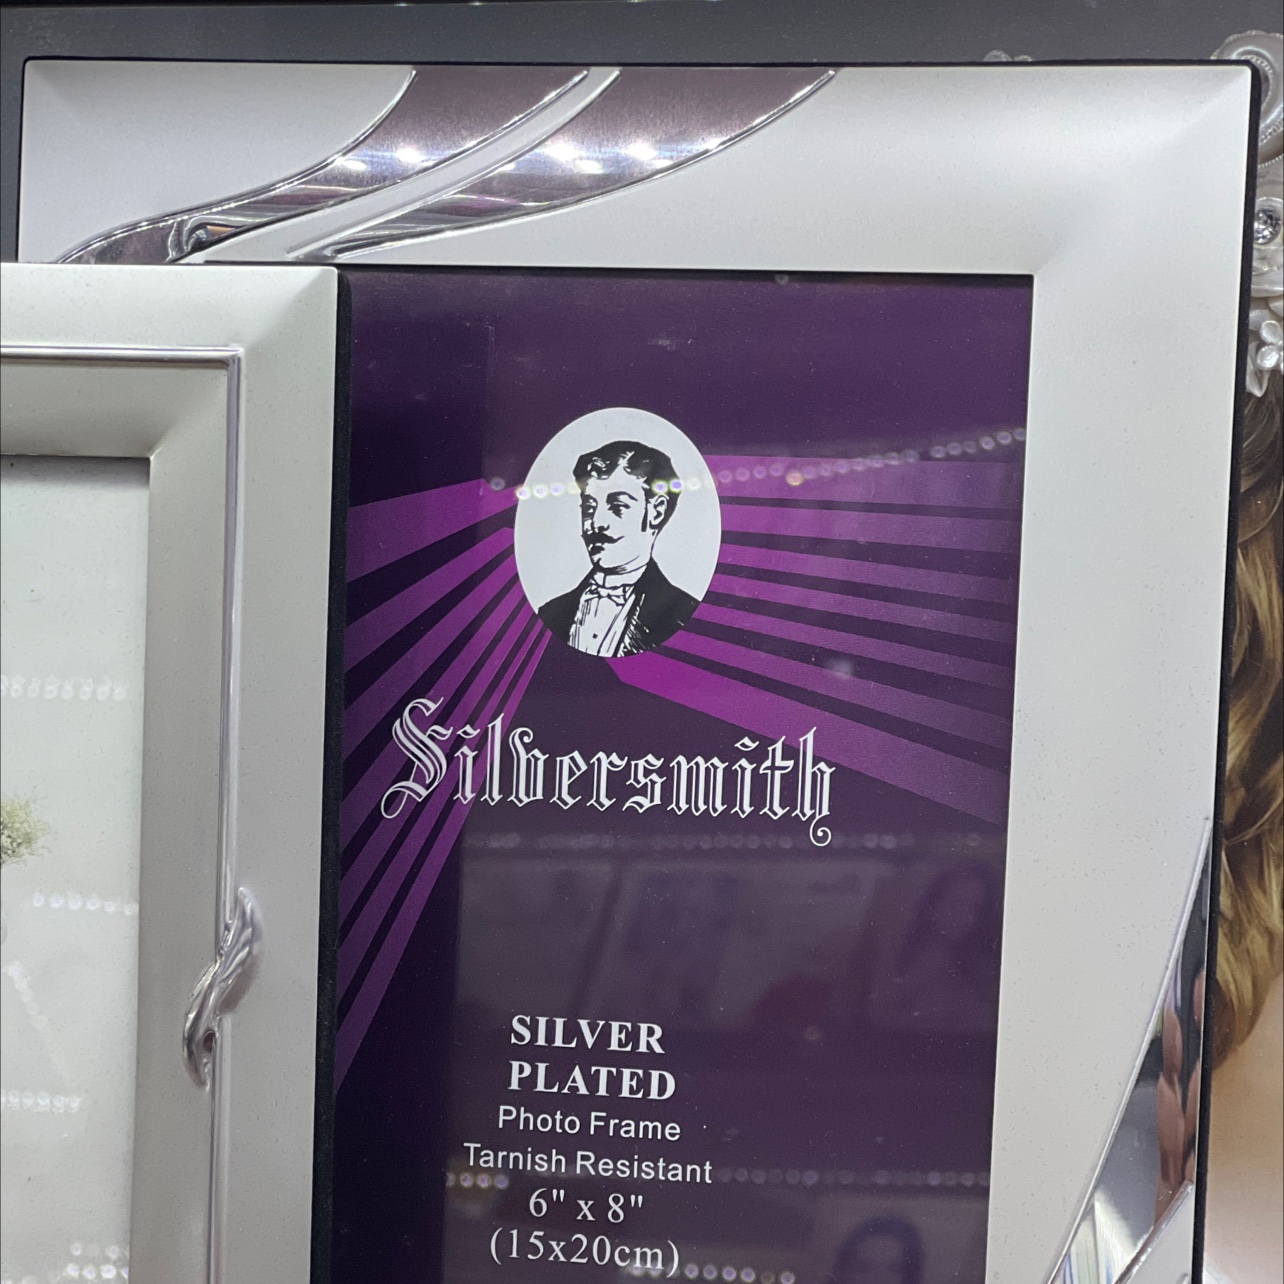 Silversmith
SILVER
PLATED
Photo Frame
Tarnish Resistant
6" x 8"
(15x20cm)